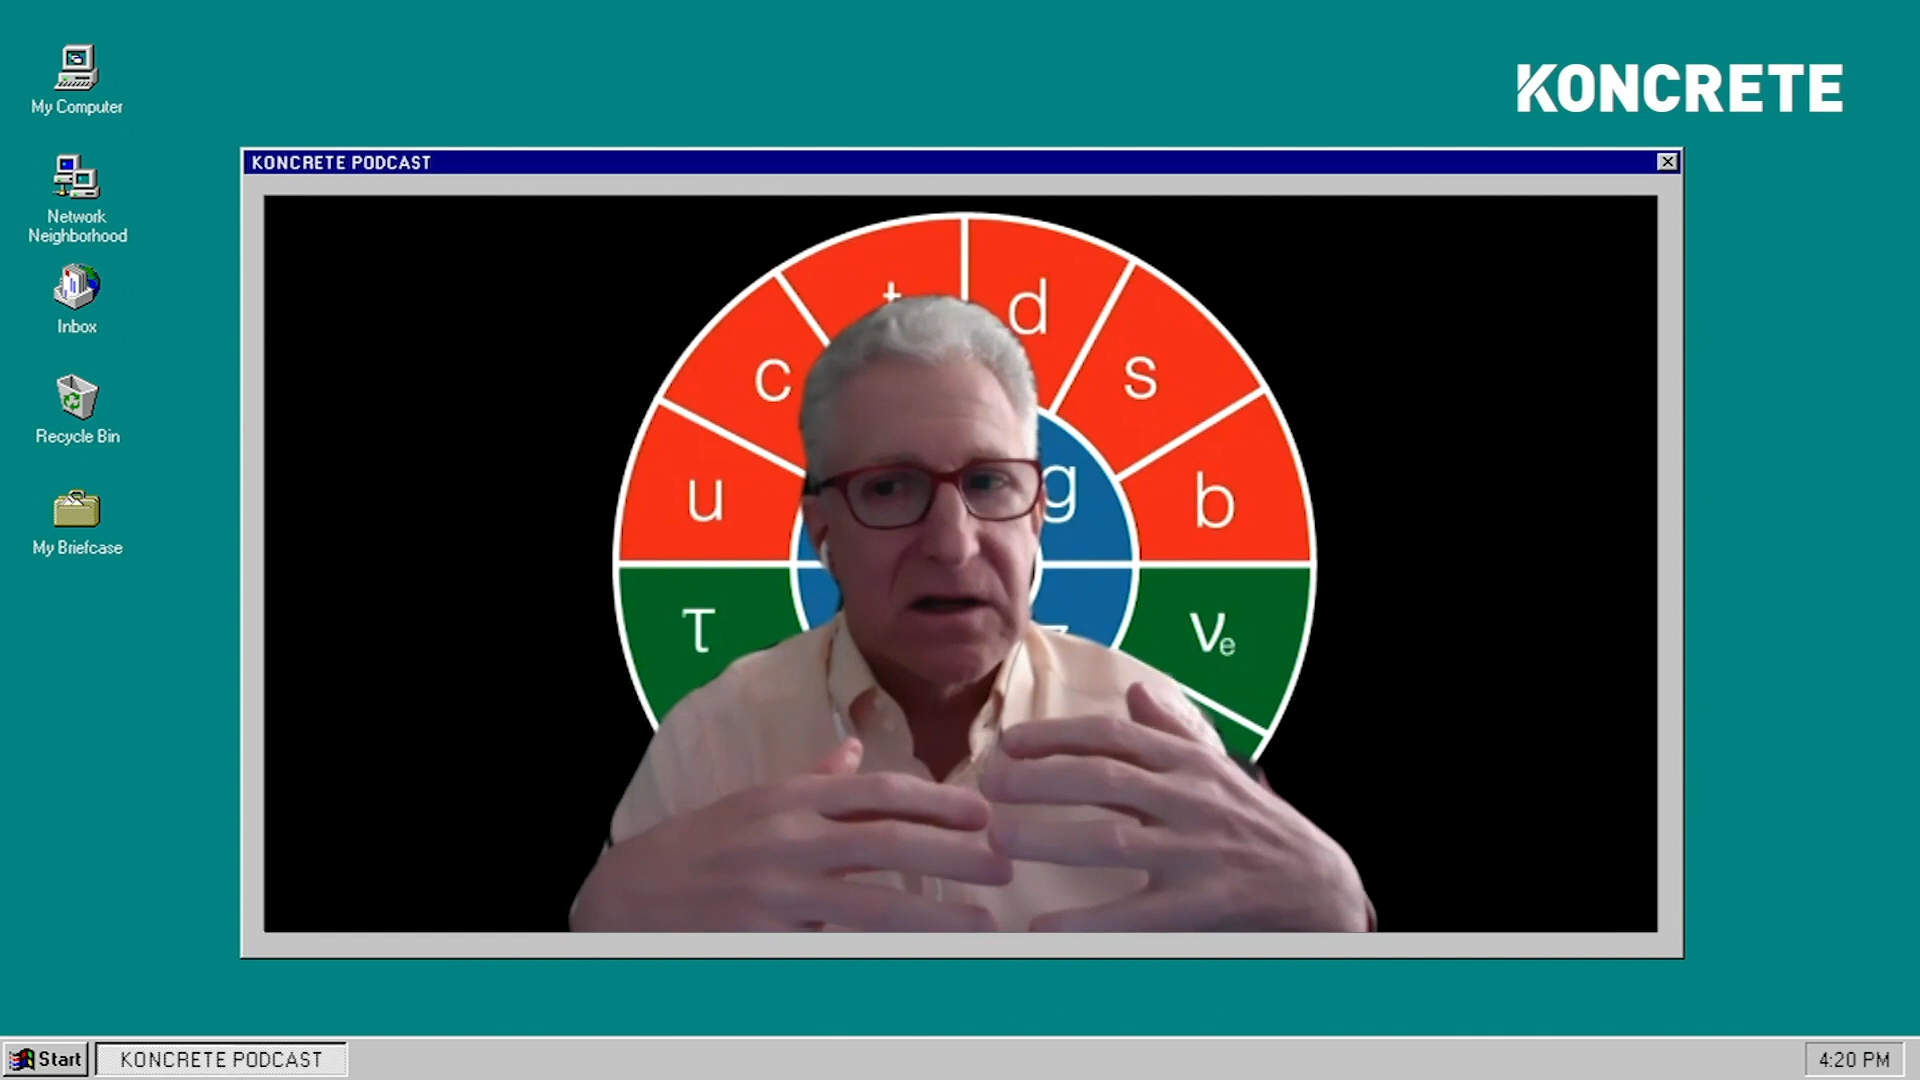 My Computer
KONCRETE
KONCRETE PODCAST
Network
Neighborhood
Inbox
Recycle Bin
My Briefcase
t
d
c
s
u
g
b
τ
νe
Start
KONCRETE PODCAST
4:20 PM